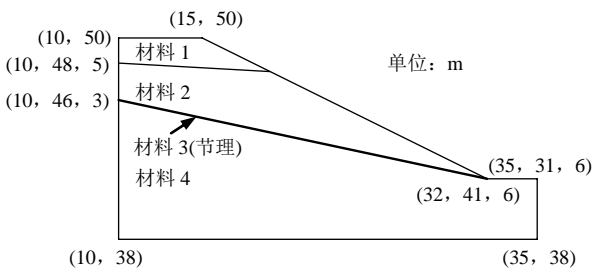 (15，50)
(10，50)
材料 1
(10，48，5)
单位：m
(10，46，3)
材料 2
材料 3(节理)
(35，31，6)
材料 4
(32，41，6)
(10，38)
(35，38)